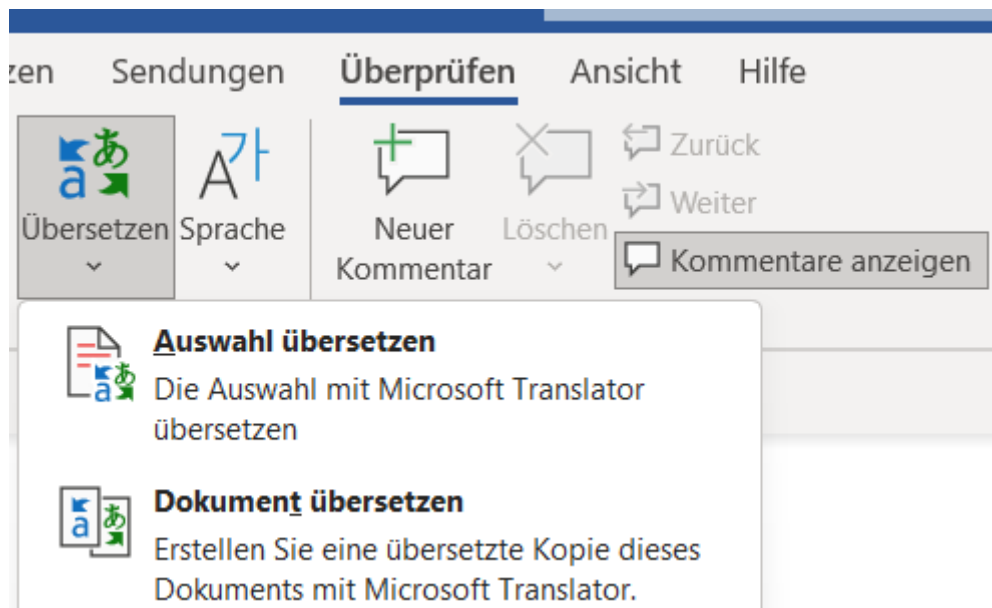 zen Sendungen Überprüfen Ansicht Hilfe
Übersetzen
Sprache
Neuer
Kommentar
Löschen
Zurück
Weiter
Kommentare anzeigen
Auswahl übersetzen
Die Auswahl mit Microsoft Translator
übersetzen
Dokument übersetzen
Erstellen Sie eine übersetzte Kopie dieses
Dokuments mit Microsoft Translator.